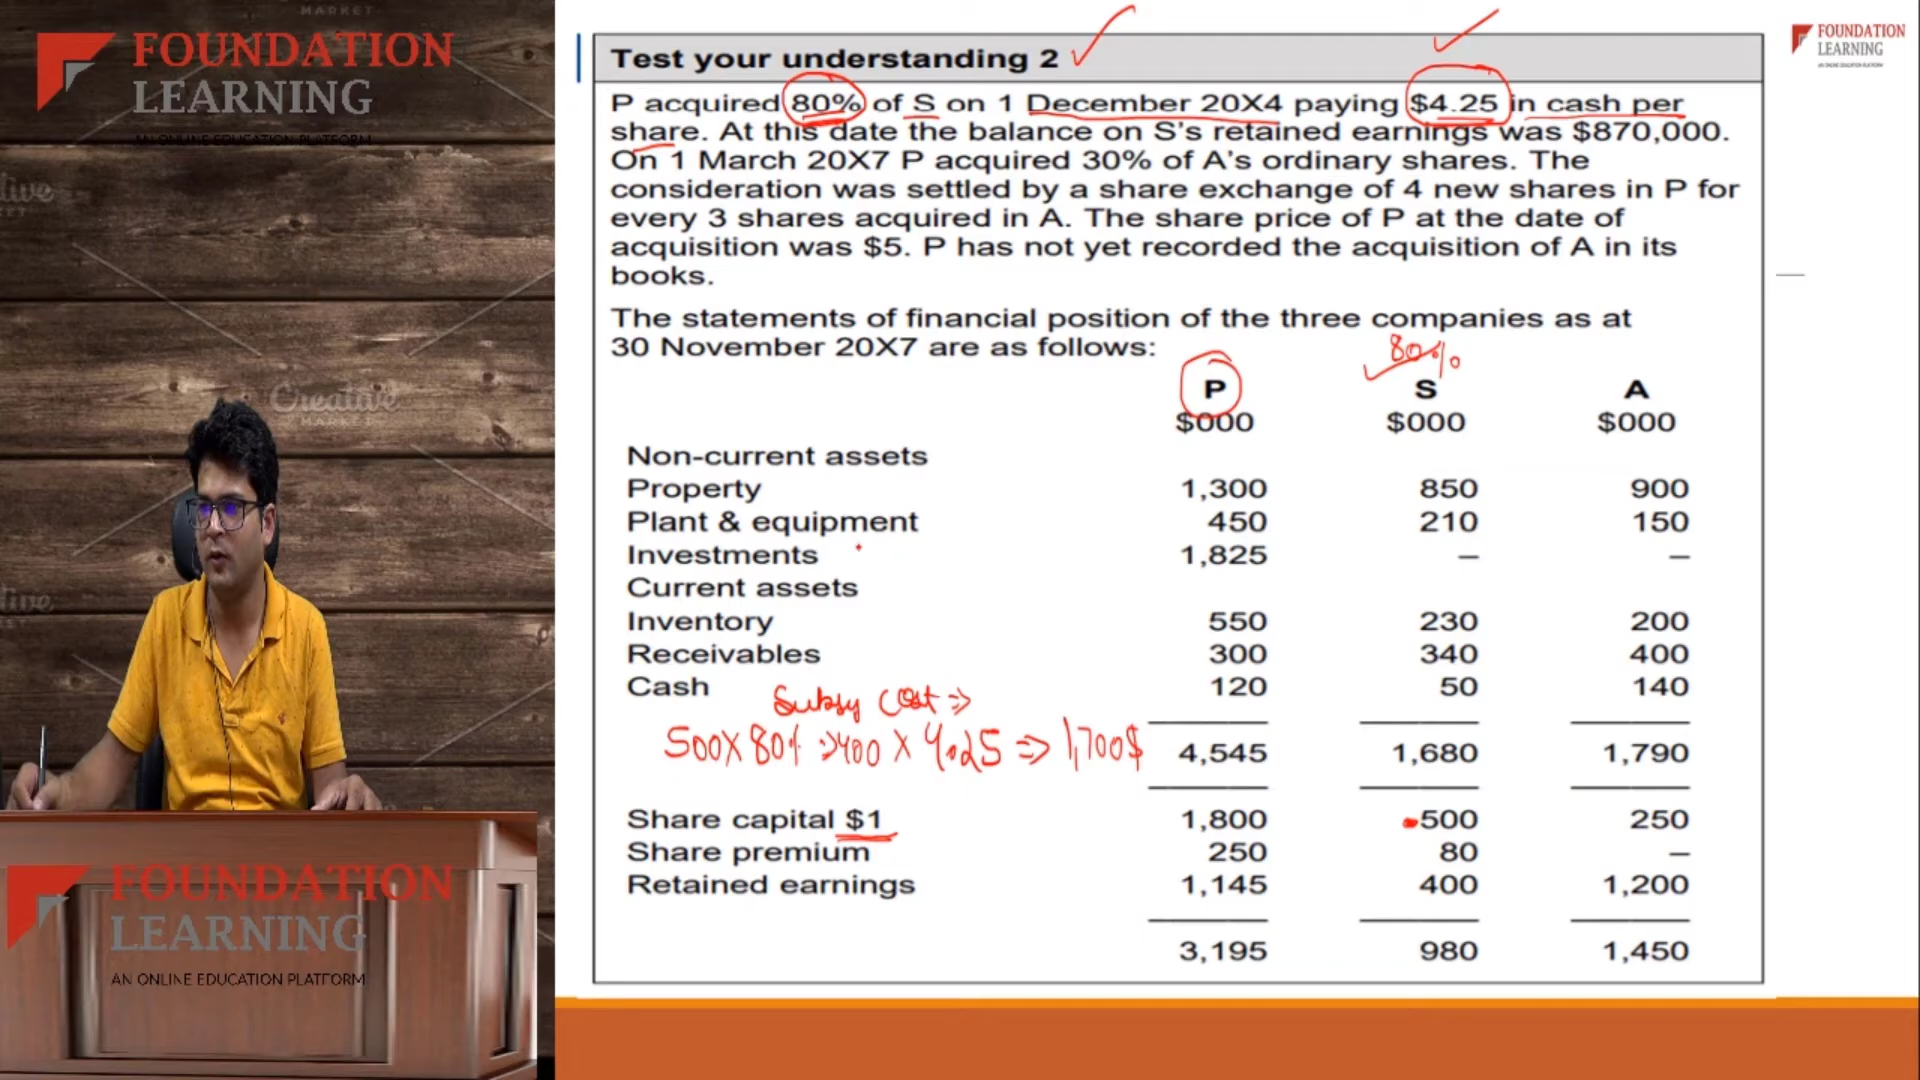 MARKET
FOUNDATION
LEARNING
AN ONLINE EDUCATION PLATFORM
Creative
MARKET
FOUNDATION
LEARNING
AN ONLINE EDUCATION PLATFORM
FOUNDATION
LEARNING
Test your understanding 2
P acquired 80% of S on 1 December 20X4 paying $4.25 in cash per
share. At this date the balance on S's retained earnings was $870,000.
On 1 March 20X7 P acquired 30% of A's ordinary shares. The
consideration was settled by a share exchange of 4 new shares in P for
every 3 shares acquired in A. The share price of P at the date of
acquisition was $5. P has not yet recorded the acquisition of A in its
books.
The statements of financial position of the three companies as at
30 November 20X7 are as follows:
80%
P S A
$000 $000 $000
Non-current assets
Property 1,300 850 900
Plant & equipment 450 210 150
Investments 1,825 – –
Current assets
Inventory 550 230 200
Receivables 300 340 400
Cash 120 50 140
Subsy Cost ⇒
500 X 80% ⇒ 400 X 4.25 ⇒ 1,700$
4,545 1,680 1,790
Share capital $1 1,800 500 250
Share premium 250 80 –
Retained earnings 1,145 400 1,200
3,195 980 1,450